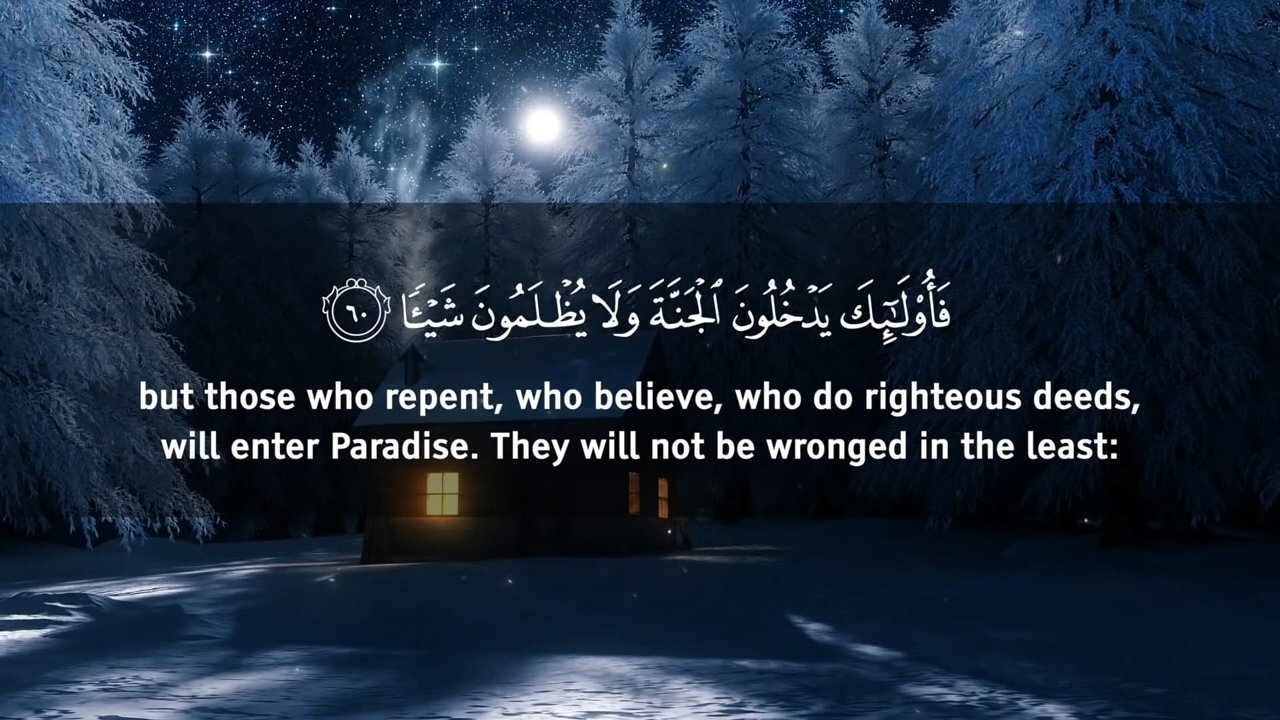 فَأُو۟لَـٰٓئِكَ يَدْخُلُونَ ٱلْجَنَّةَ وَلَا يُظْلَمُونَ شَيْـًٔا ٦٠
but those who repent, who believe, who do righteous deeds,
will enter Paradise. They will not be wronged in the least: